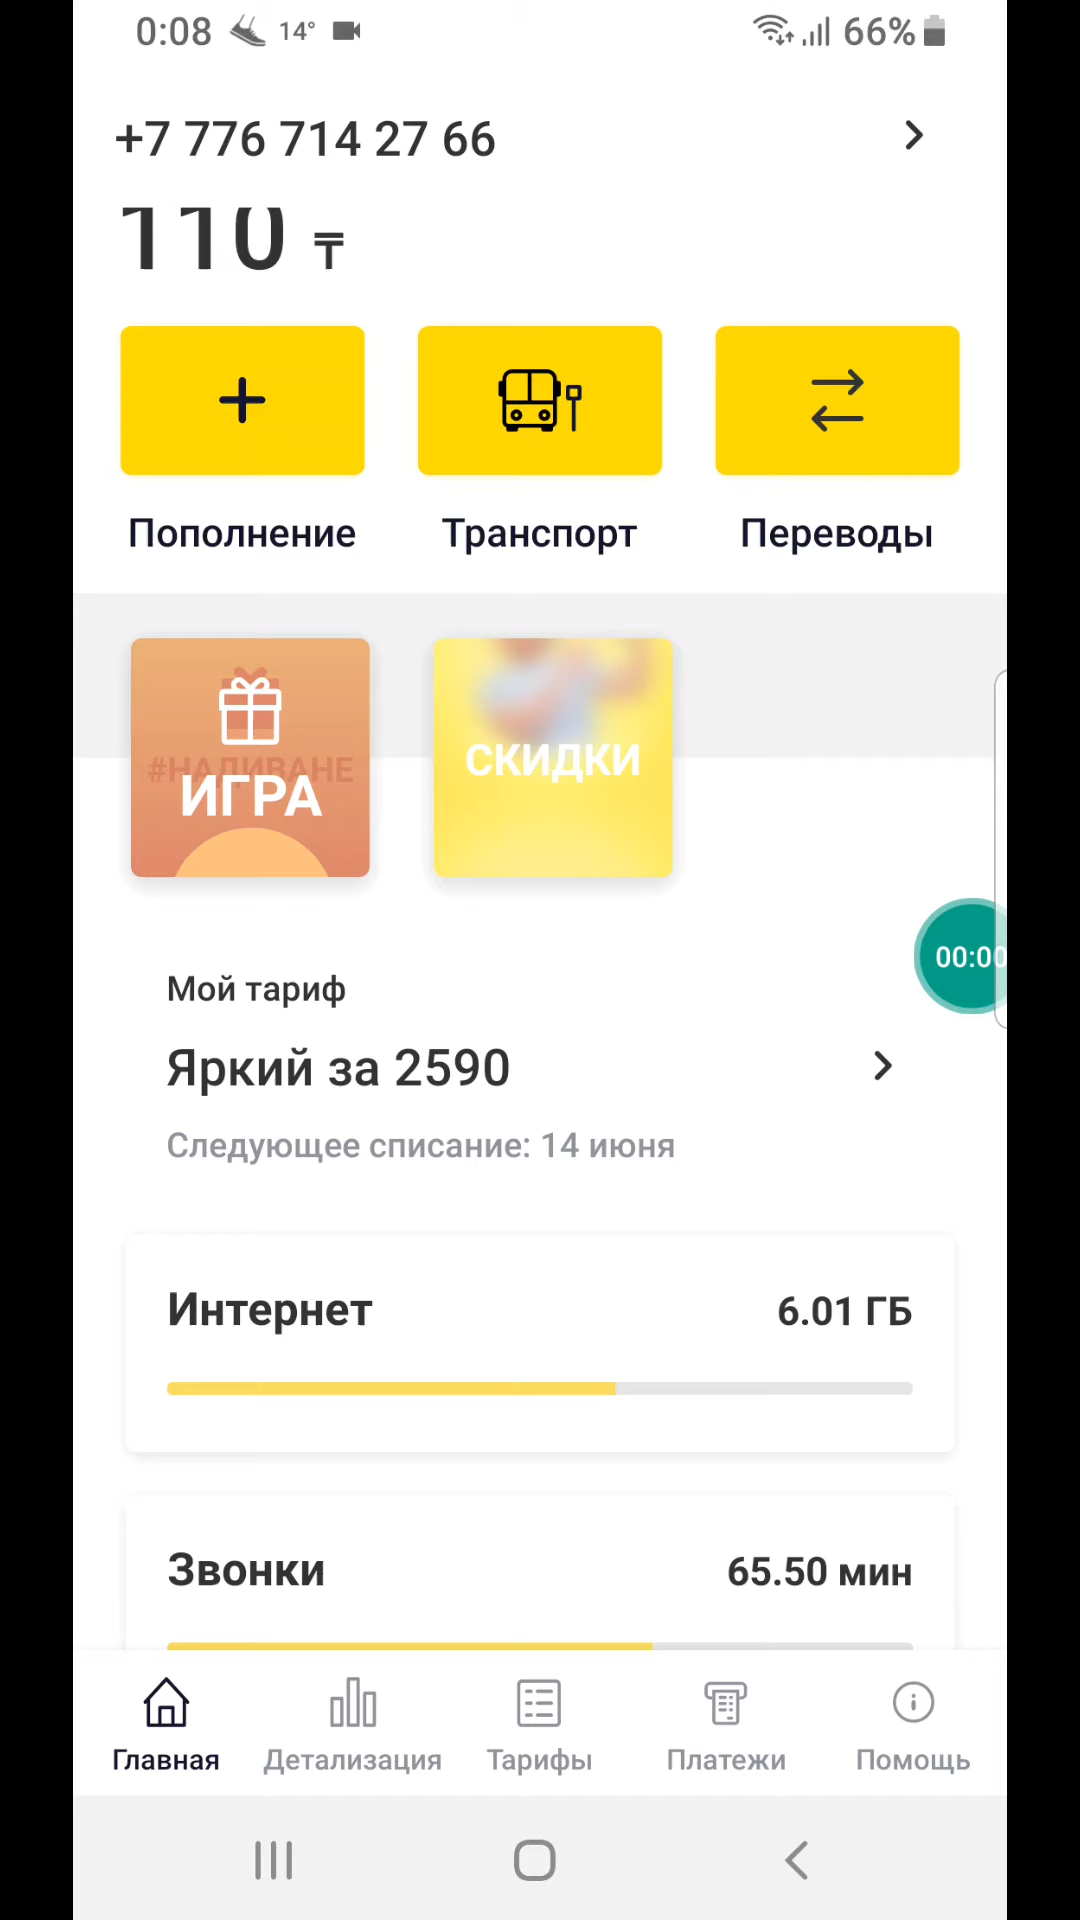 0:08 14° 66%
+7 776 714 27 66
110 ₸
Пополнение Транспорт Переводы
#НАДИВАНЕ
ИГРА СКИДКИ
00:00
Мой тариф
Яркий за 2590
Следующее списание: 14 июня
Интернет 6.01 ГБ
Звонки 65.50 мин
Главная Детализация Тарифы Платежи Помощь